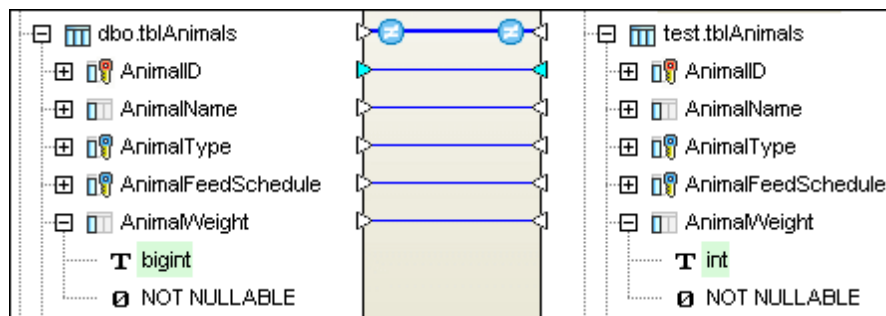 dbo.tblAnimals
AnimalID
AnimalName
AnimalType
AnimalFeedSchedule
AnimalWeight
T bigint
NOT NULLABLE
≠ ≠
test.tblAnimals
AnimalID
AnimalName
AnimalType
AnimalFeedSchedule
AnimalWeight
T int
NOT NULLABLE